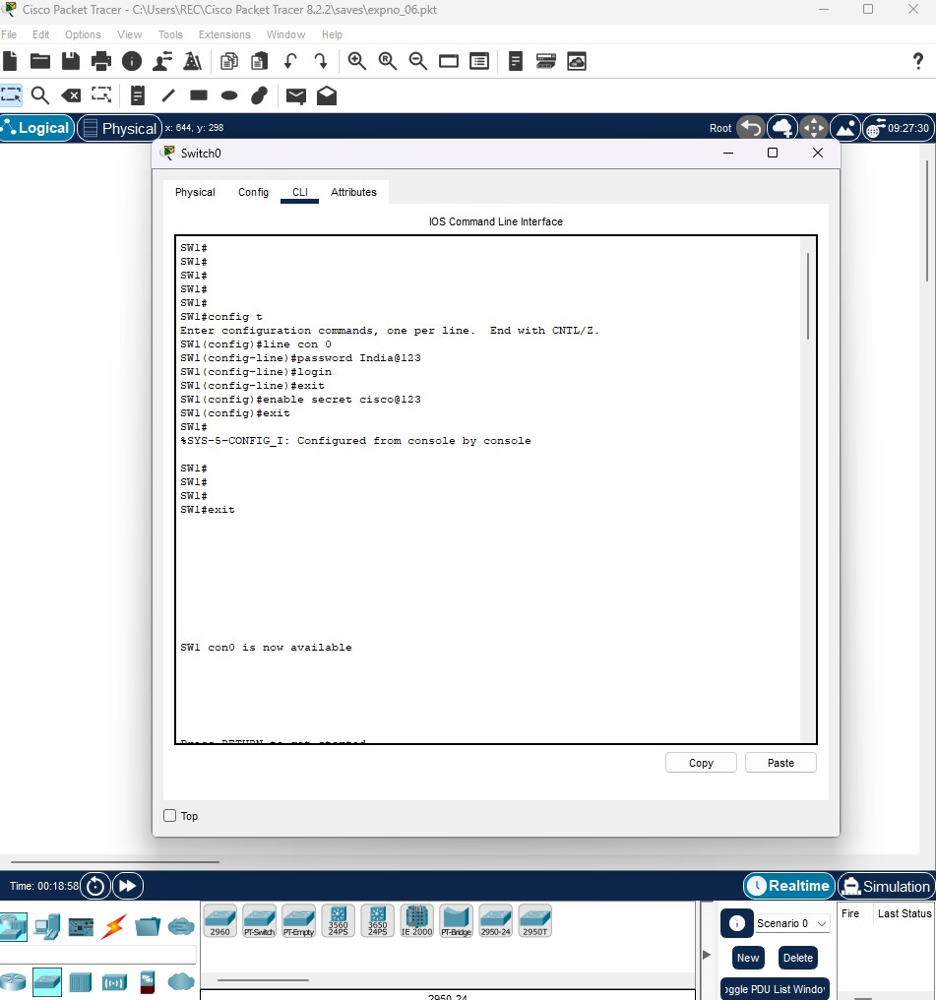 Cisco Packet Tracer - C:\Users\REC\Cisco Packet Tracer 8.2.2\saves\expno_06.pkt
File Edit Options View Tools Extensions Window Help
?
Logical Physical x: 644, y: 298 Root 09:27:30
Switch0
Physical Config CLI Attributes
IOS Command Line Interface
SW1#
SW1#
SW1#
SW1#
SW1#
SW1#config t
Enter configuration commands, one per line.  End with CNTL/Z.
SW1(config)#line con 0
SW1(config-line)#password India@123
SW1(config-line)#login
SW1(config-line)#exit
SW1(config)#enable secret cisco@123
SW1(config)#exit
SW1#
%SYS-5-CONFIG_I: Configured from console by console
SW1#
SW1#
SW1#
SW1#exit
SW1 con0 is now available
Press RETURN to get started
Copy Paste
Top
Time: 00:18:58 Realtime Simulation
2960 PT-Switch PT-Empty 3560 24PS 3650 24PS IE 2000 PT-Bridge 2950-24 2950T
Scenario 0 Fire Last Status
New Delete
oggle PDU List Windo
2950-24